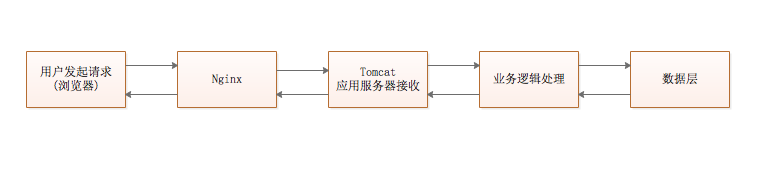 用户发起请求
(浏览器)
Nginx
Tomcat
应用服务器接收
业务逻辑处理
数据层